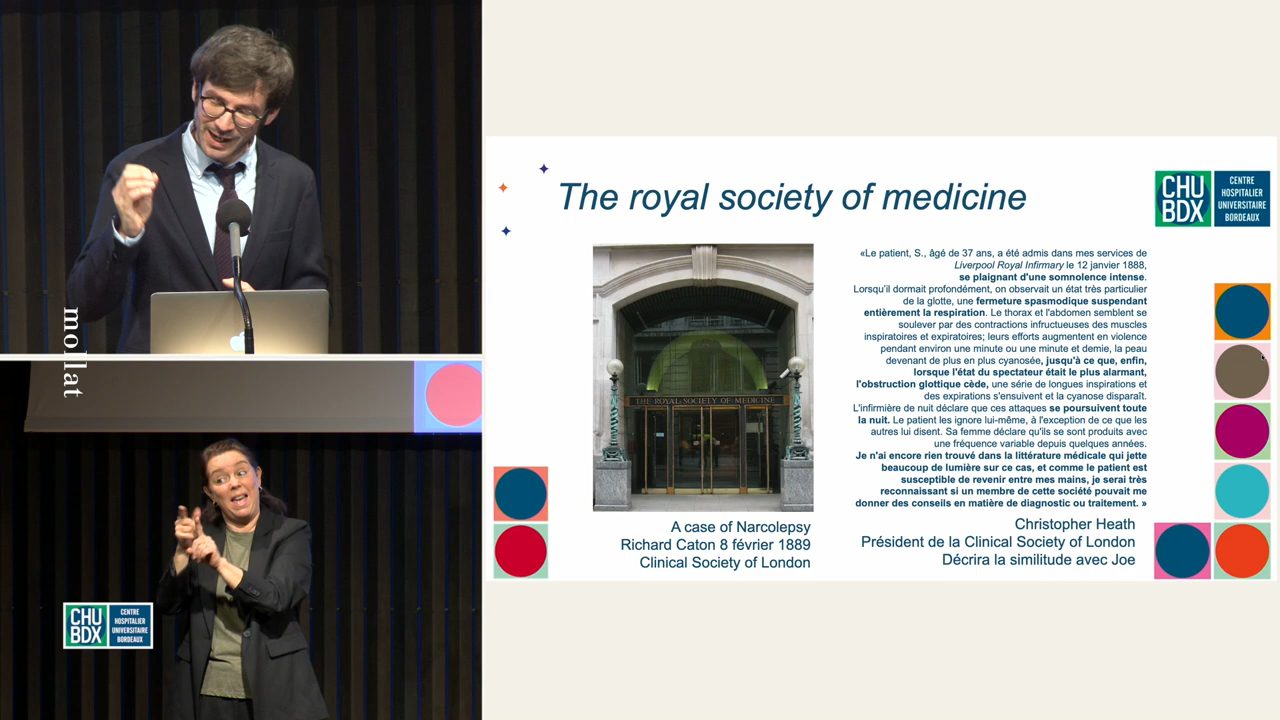 mollat
CHU
BDX
CENTRE
HOSPITALIER
UNIVERSITAIRE
BORDEAUX
The royal society of medicine
CHU
BDX
CENTRE
HOSPITALIER
UNIVERSITAIRE
BORDEAUX
THE ROYAL SOCIETY OF MEDICINE
A case of Narcolepsy
Richard Caton 8 février 1889
Clinical Society of London
«Le patient, S., âgé de 37 ans, a été admis dans mes services de
Liverpool Royal Infirmary le 12 janvier 1888,
se plaignant d'une somnolence intense.
Lorsqu'il dormait profondément, on observait un état très particulier
de la glotte, une fermeture spasmodique suspendant
entièrement la respiration. Le thorax et l'abdomen semblent se
soulever par des contractions infructueuses des muscles
inspiratoires et expiratoires; leurs efforts augmentent en violence
pendant environ une minute ou une minute et demie, la peau
devenant de plus en plus cyanosée, jusqu'à ce que, enfin,
lorsque l'état du spectateur était le plus alarmant,
l'obstruction glottique cède, une série de longues inspirations et
des expirations s'ensuivent et la cyanose disparaît.
L'infirmière de nuit déclare que ces attaques se poursuivent toute
la nuit. Le patient les ignore lui-même, à l'exception de ce que les
autres lui disent. Sa femme déclare qu'ils se sont produits avec
une fréquence variable depuis quelques années.
Je n'ai encore rien trouvé dans la littérature médicale qui jette
beaucoup de lumière sur ce cas, et comme le patient est
susceptible de revenir entre mes mains, je serai très
reconnaissant si un membre de cette société pouvait me
donner des conseils en matière de diagnostic ou traitement. »
Christopher Heath
Président de la Clinical Society of London
Décrira la similitude avec Joe